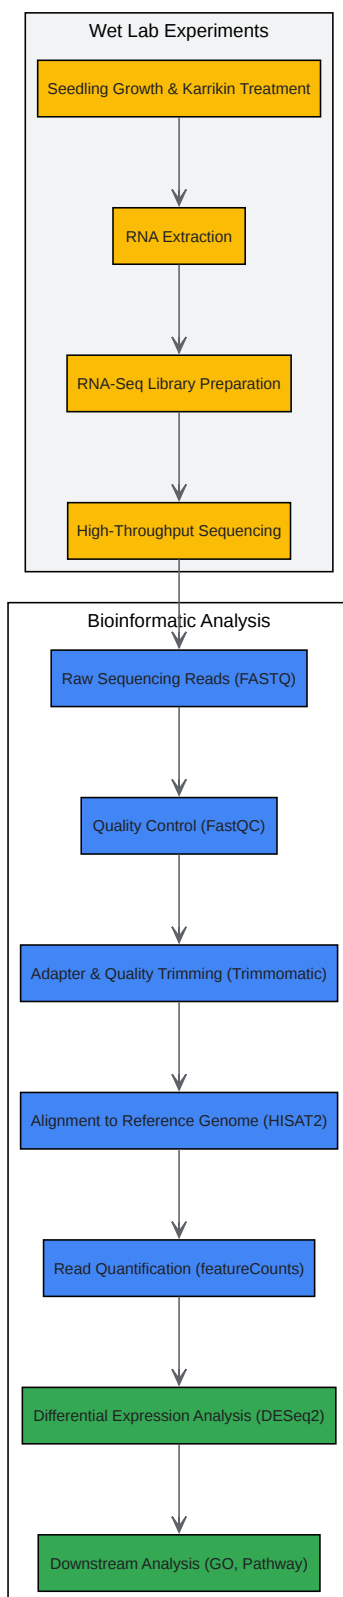 Wet Lab Experiments
Seedling Growth & Karrikin Treatment
RNA Extraction
RNA-Seq Library Preparation
High-Throughput Sequencing
Bioinformatic Analysis
Raw Sequencing Reads (FASTQ)
Quality Control (FastQC)
Adapter & Quality Trimming (Trimmomatic)
Alignment to Reference Genome (HISAT2)
Read Quantification (featureCounts)
Differential Expression Analysis (DESeq2)
Downstream Analysis (GO, Pathway)